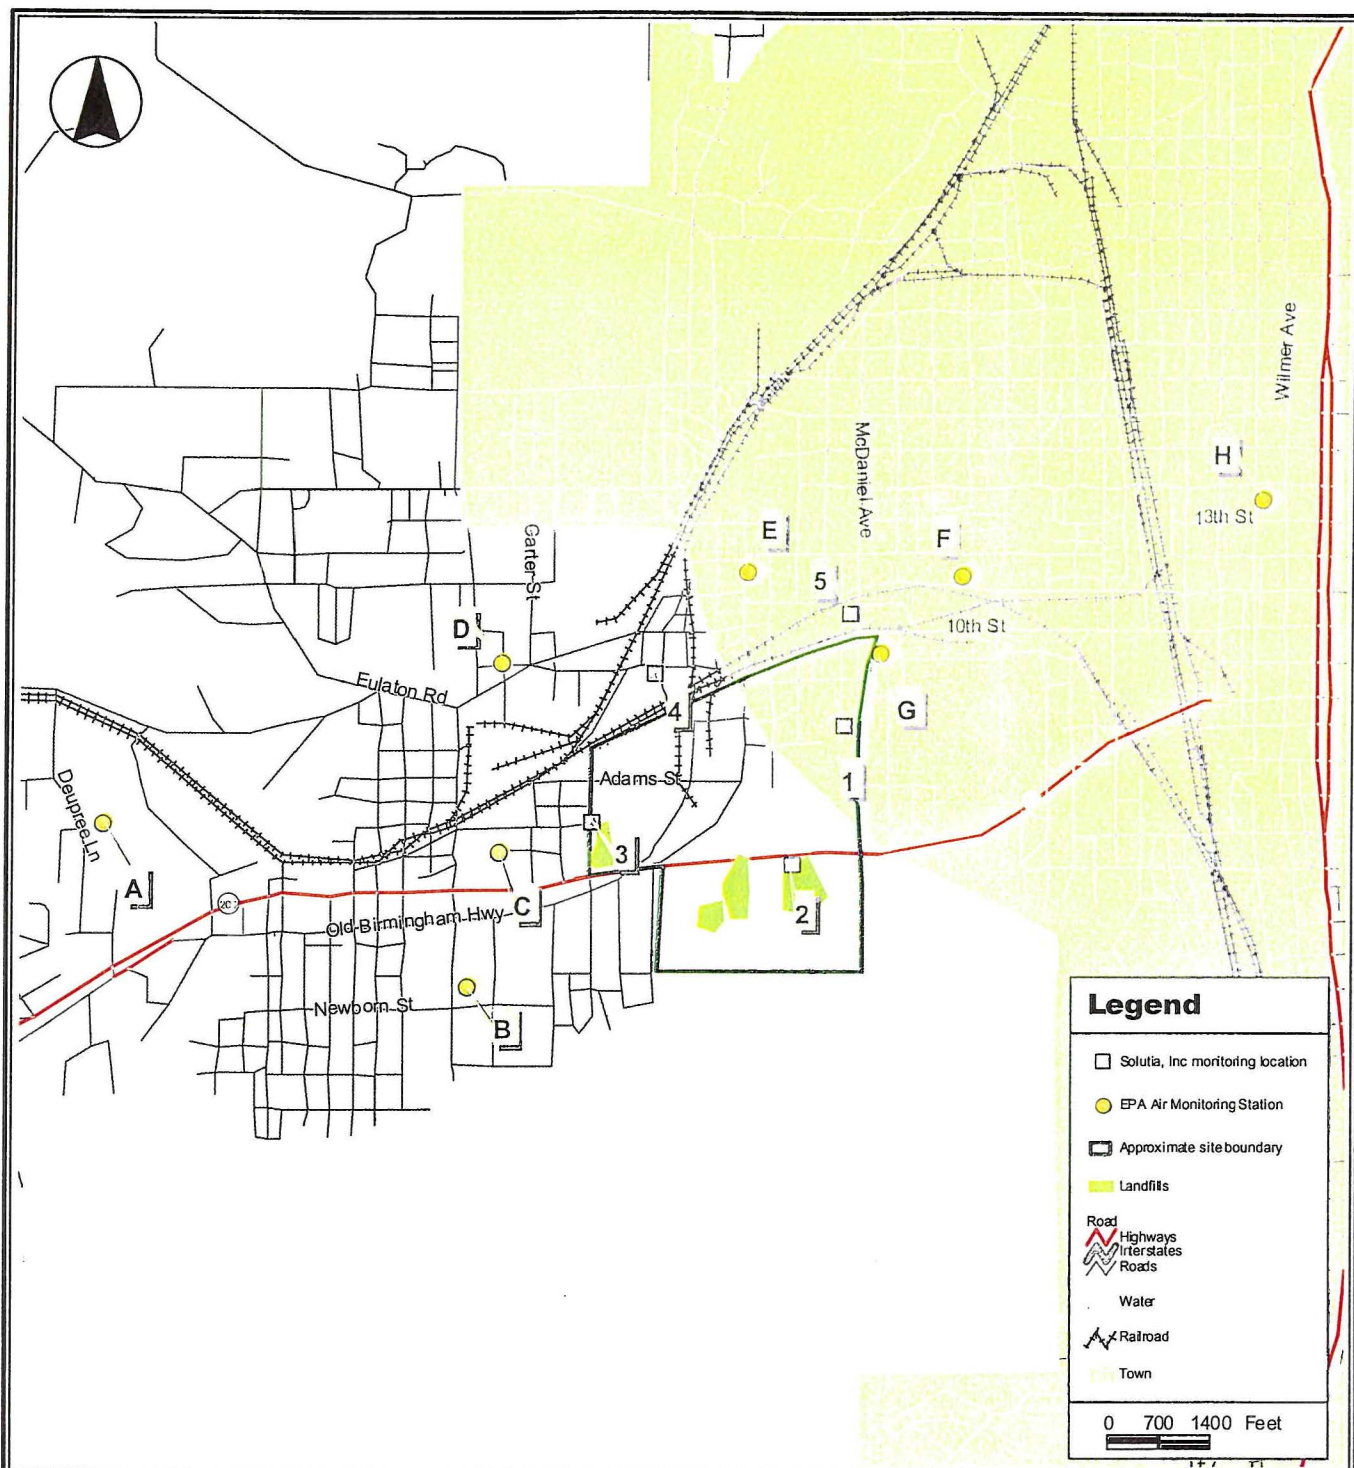 Wilmer Ave
McDaniel Ave
H
13th St
E
F
Garter St
5
D
10th St
Eulaton Rd
4
G
Adams St
1
Deupree Ln
3
A
C
2
Old Birmingham Hwy
Newborn St
B
Legend
Solutia, Inc monitoring location
EPA Air Monitoring Station
Approximate site boundary
Landfills
Road
Highways
Interstates
Roads
Water
Railroad
Town
0 700 1400 Feet